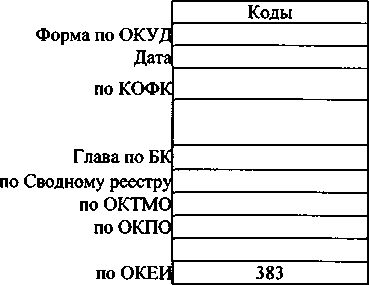 Коды
Форма по ОКУД
Дата
по КОФК
Глава по БК
по Сводному реестру
по ОКТМО
по ОКПО
по ОКЕИ 383